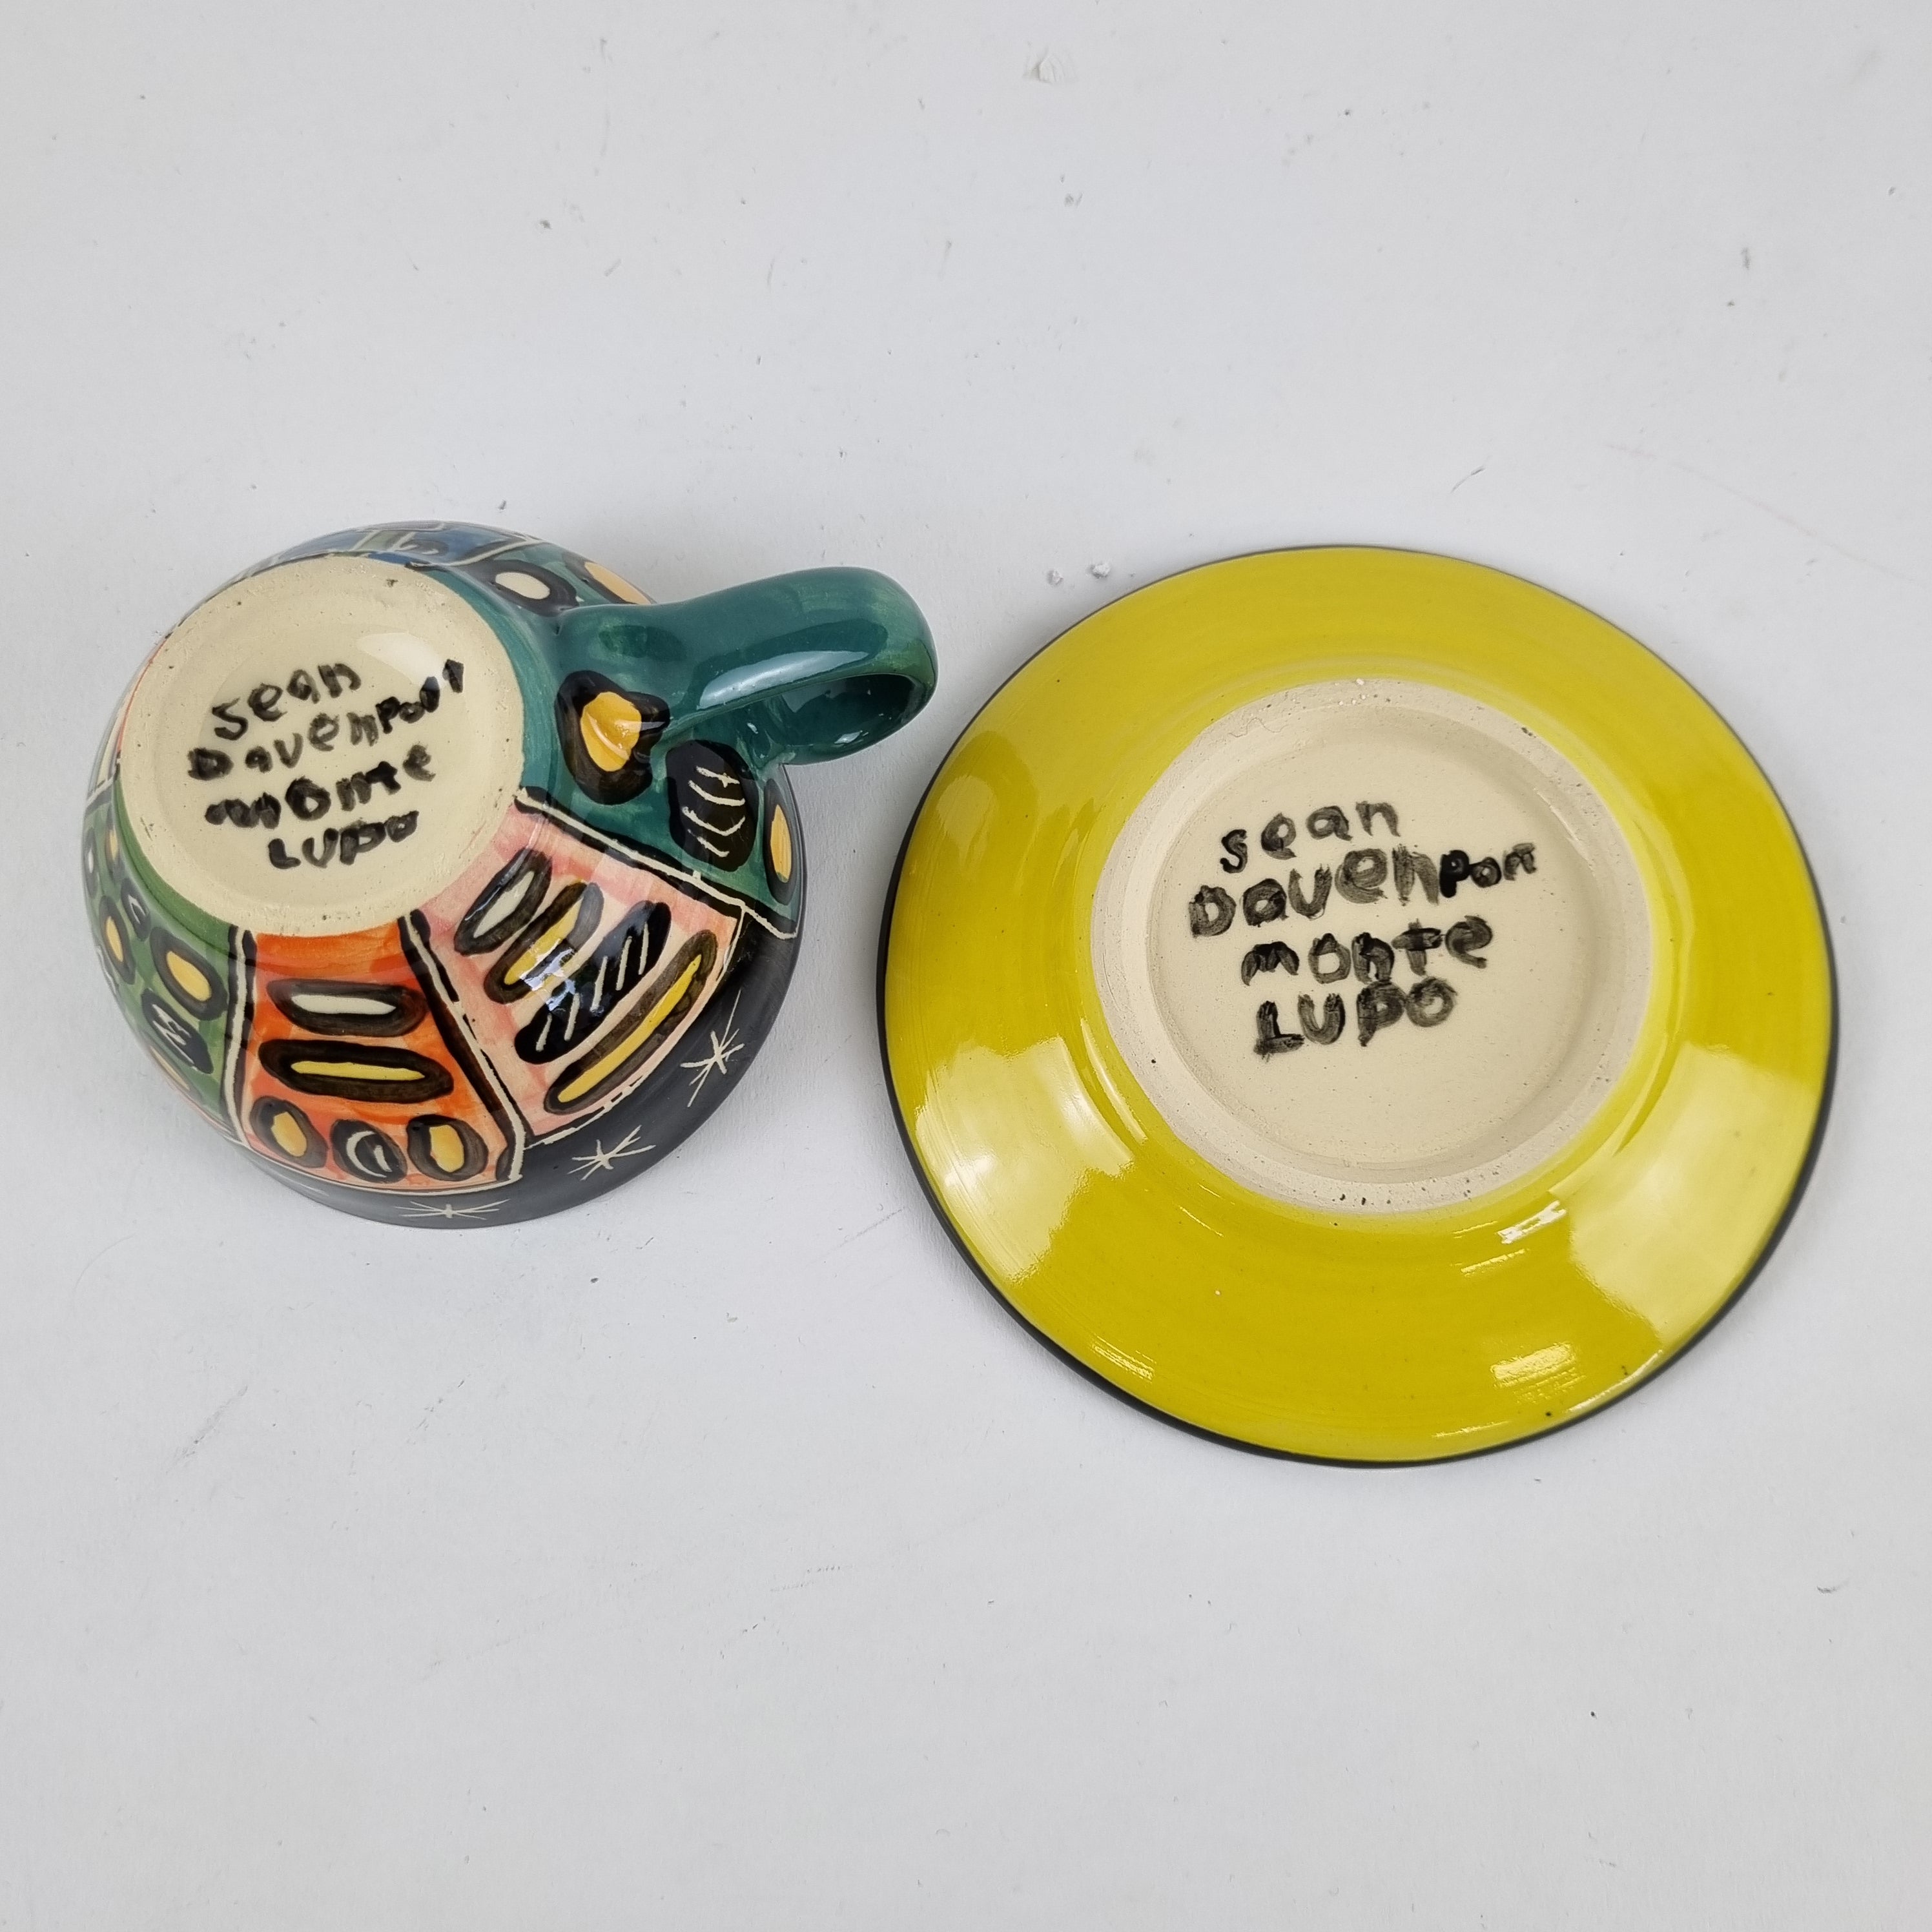 sean
DavenPort
monte
LUPO
sean
DavenPort
monte
LUPO